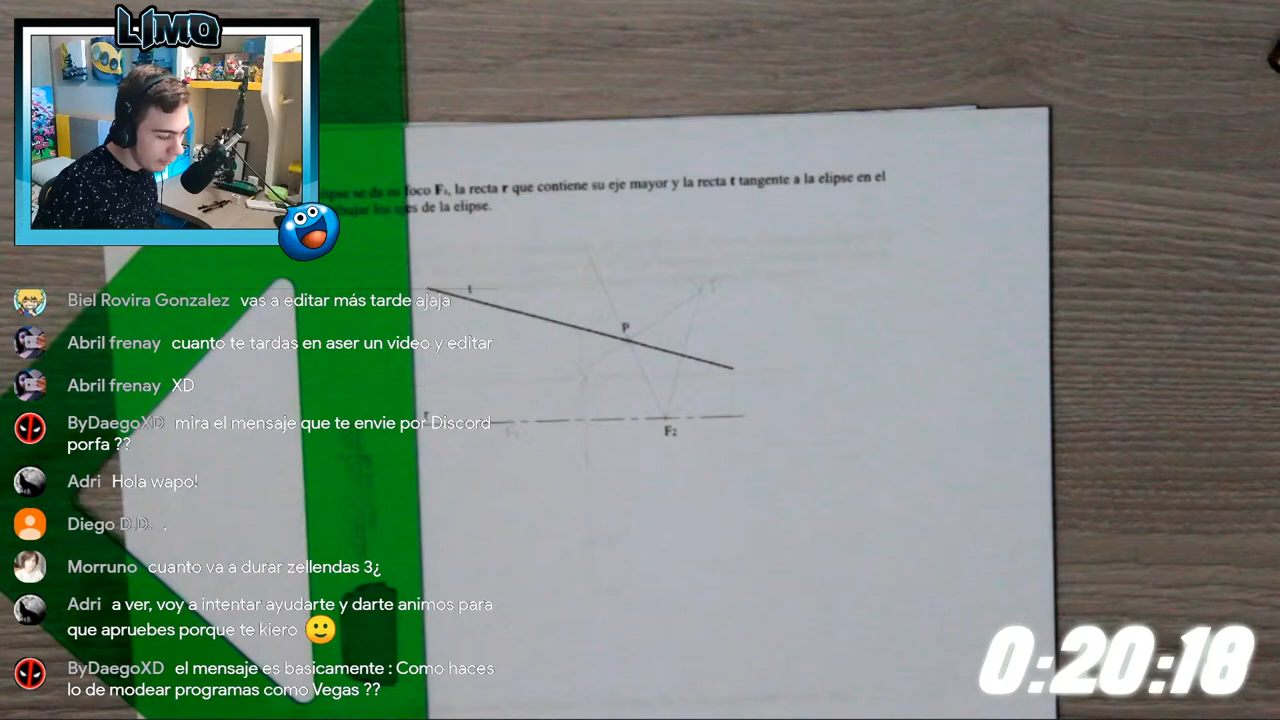 LIMO
foco F₁, la recta r que contiene su eje mayor y la recta t tangente a la elipse en el
de la elipse.
t
P
r
F₂
Biel Rovira Gonzalez vas a editar más tarde ajaja
Abril frenay cuanto te tardas en aser un video y editar
Abril frenay XD
ByDaegoXD mira el mensaje que te envie por Discord
porfa ??
Adri Hola wapo!
Diego D.D. .
Morruno cuanto va a durar zellendas 3¿
Adri a ver, voy a intentar ayudarte y darte animos para
que apruebes porque te kiero 🙂
ByDaegoXD el mensaje es basicamente : Como haces
lo de modear programas como Vegas ??
0:20:18